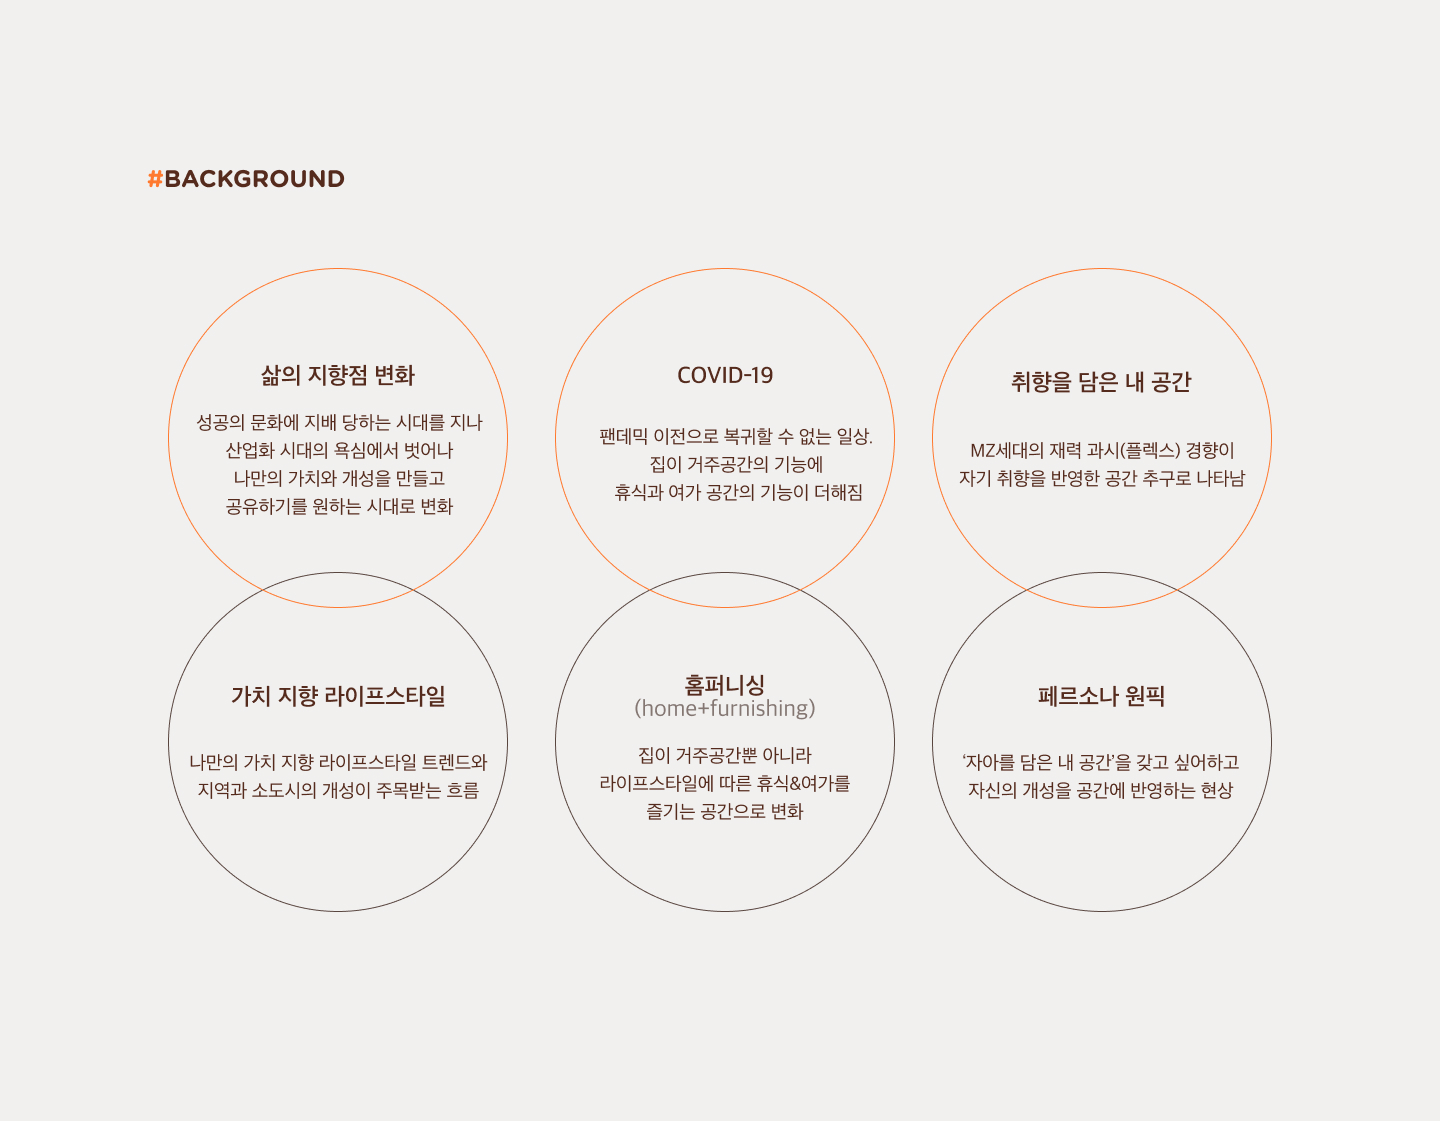 #BACKGROUND
삶의 지향점 변화
성공의 문화에 지배 당하는 시대를 지나
산업화 시대의 욕심에서 벗어나
나만의 가치와 개성을 만들고
공유하기를 원하는 시대로 변화
COVID-19
팬데믹 이전으로 복귀할 수 없는 일상.
집이 거주공간의 기능에
휴식과 여가 공간의 기능이 더해짐
취향을 담은 내 공간
MZ세대의 재력 과시(플렉스) 경향이
자기 취향을 반영한 공간 추구로 나타남
가치 지향 라이프스타일
나만의 가치 지향 라이프스타일 트렌드와
지역과 소도시의 개성이 주목받는 흐름
홈퍼니싱
(home+furnishing)
집이 거주공간뿐 아니라
라이프스타일에 따른 휴식&여가를
즐기는 공간으로 변화
페르소나 원픽
‘자아를 담은 내 공간’을 갖고 싶어하고
자신의 개성을 공간에 반영하는 현상